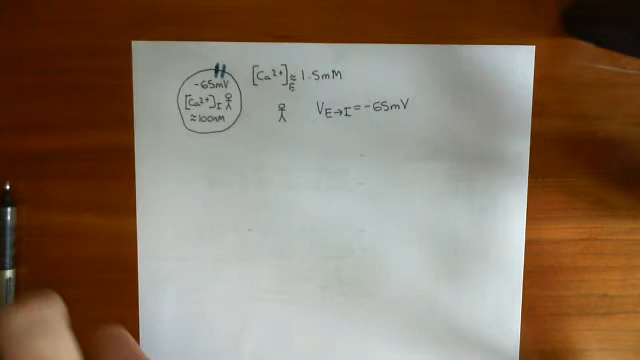 -65mV
[Ca²⁺]I
≈100nM
[Ca²⁺]E ≈ 1.5mM
VE→I = -65mV